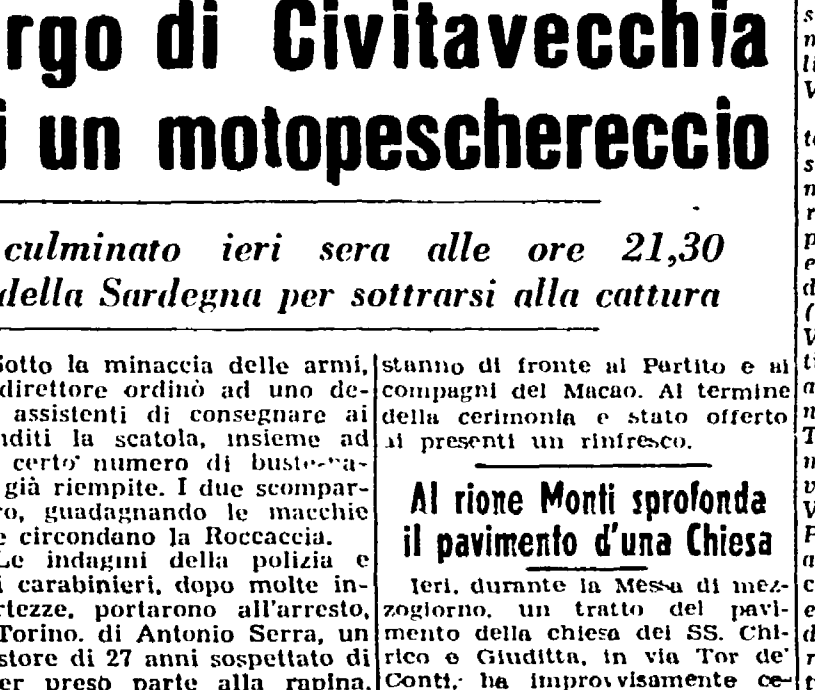 rgo di Civitavecchia
i un motopeschereccio
culminato ieri sera alle ore 21,30
della Sardegna per sottrarsi alla cattura
Sotto la minaccia delle armi,
direttore ordinò ad uno de-
assistenti di consegnare ai
nditi la scatola, insieme ad
certo numero di buste-pa-
già riempite. I due scompar-
ro, guadagnando le macchie
e circondano la Roccaccia.
Le indagini della polizia e
i carabinieri, dopo molte in-
rtezze, portarono all'arresto,
Torino, di Antonio Serra, un
store di 27 anni sospettato di
er preso parte alla rapina.
stanno di fronte al Partito e ai
compagni del Macao. Al termine
della cerimonia e stato offerto
ai presenti un rinfresco.
Al rione Monti sprofonda
il pavimento d'una Chiesa
Ieri, durante la Messa di mez-
zogiorno, un tratto del pavi-
mento della chiesa dei SS. Chi-
rico e Giuditta, in via Tor de'
Conti, ha improvvisamente ce-